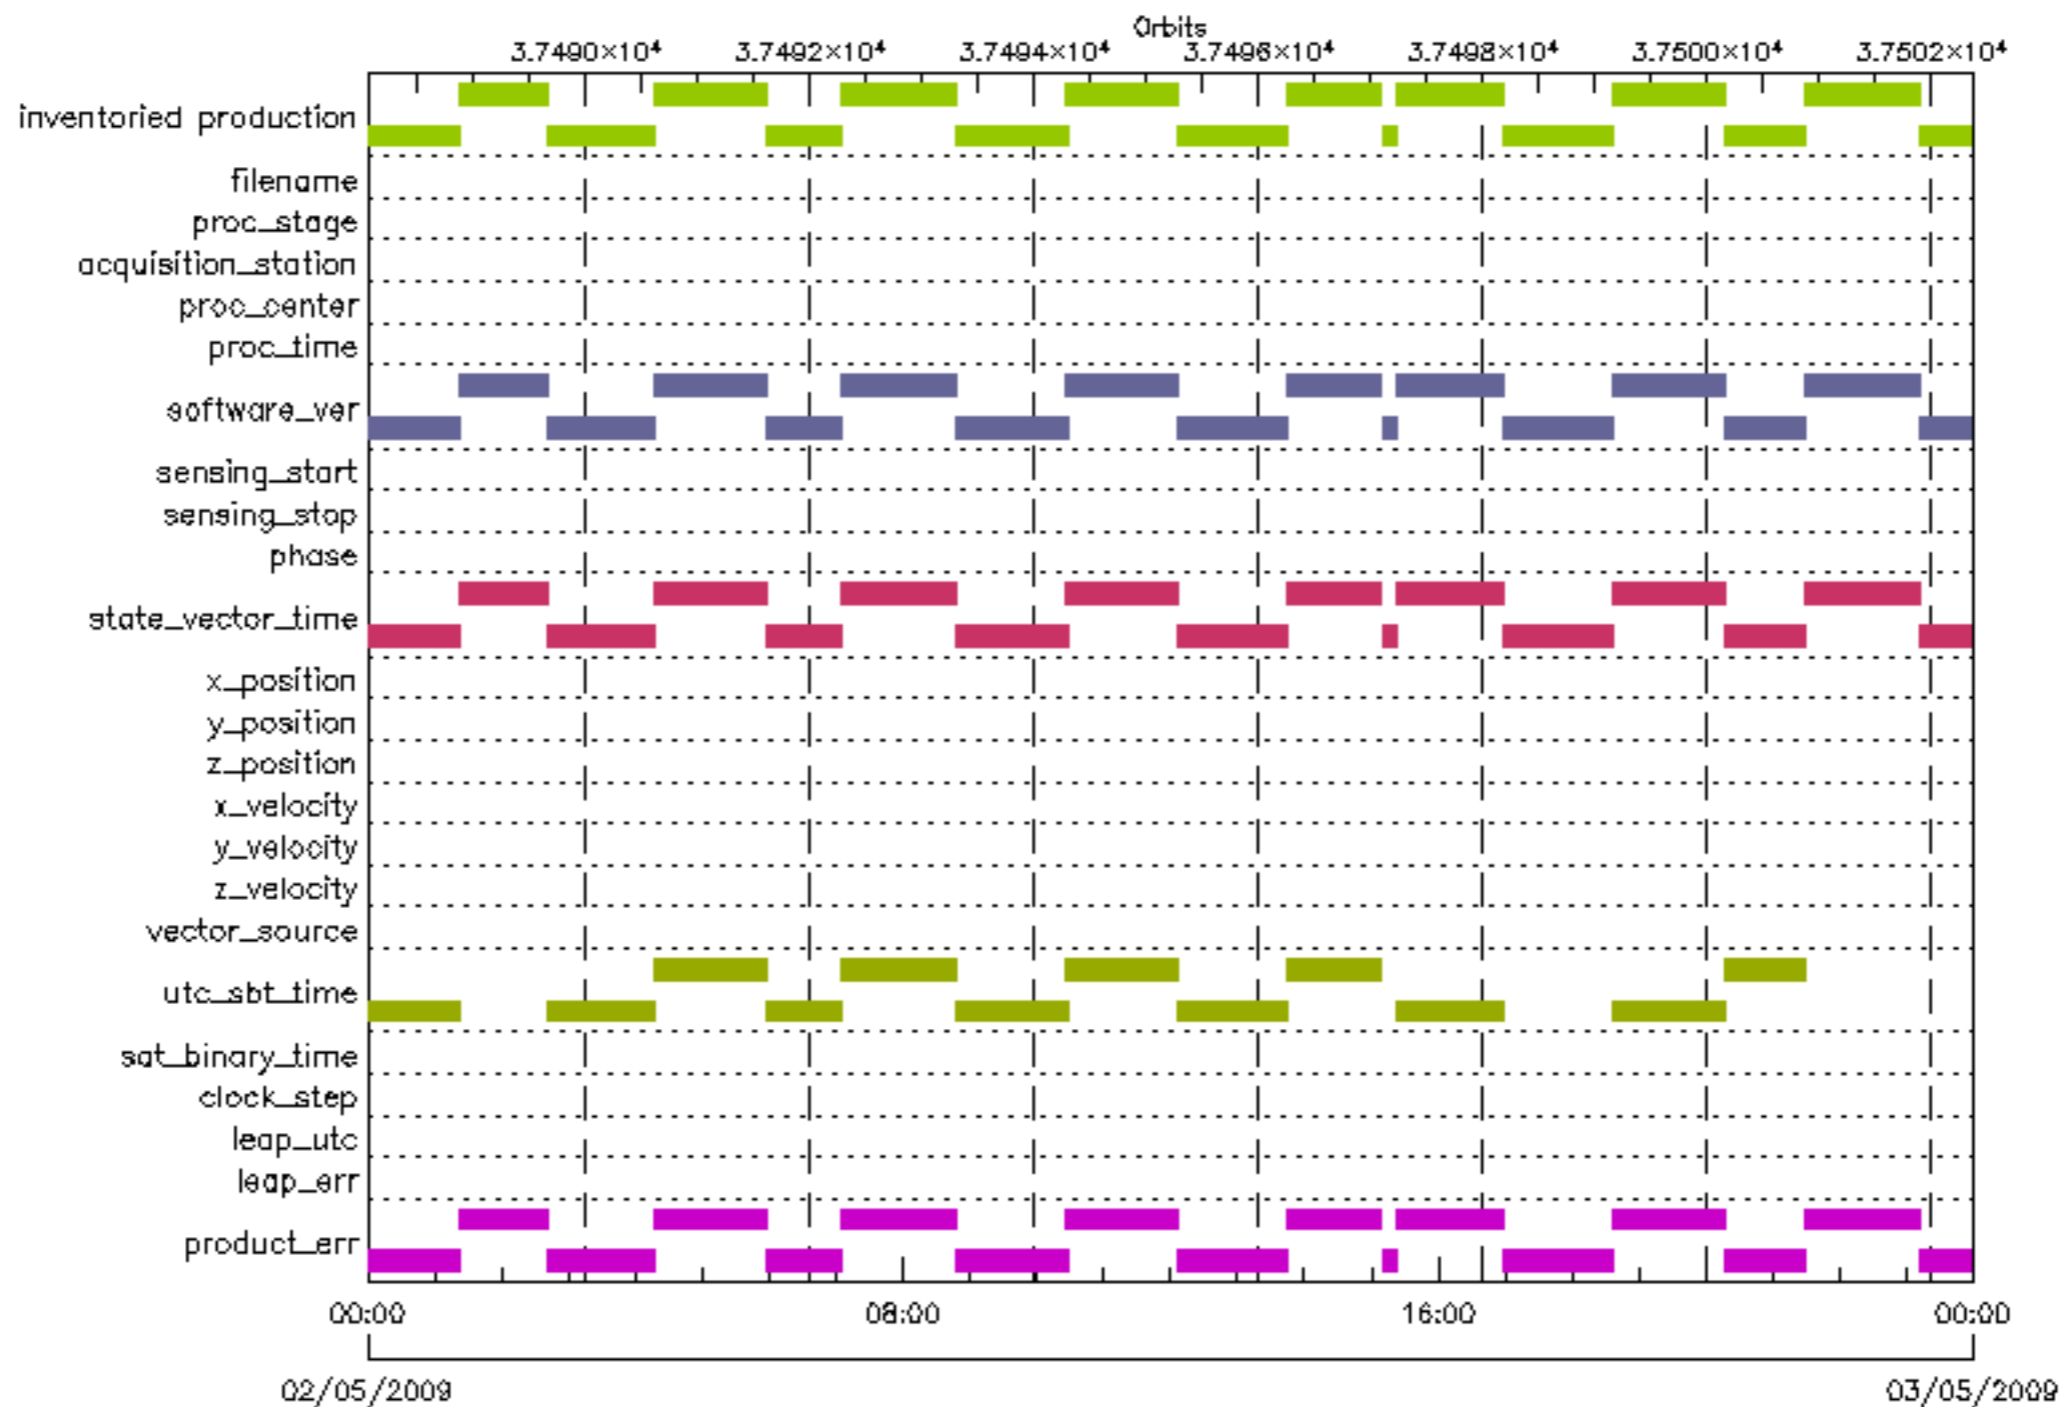 Orbits
3.7490×10⁴ 3.7492×10⁴ 3.7494×10⁴ 3.7496×10⁴ 3.7498×10⁴ 3.7500×10⁴ 3.7502×10⁴
inventoried production
filename
proc_stage
acquisition_station
proc_center
proc_time
software_ver
sensing_start
sensing_stop
phase
state_vector_time
x_position
y_position
z_position
x_velocity
y_velocity
z_velocity
vector_source
utc_sbt_time
sat_binary_time
clock_step
leap_utc
leap_err
product_err
00:00 08:00 16:00 00:00
02/05/2009 03/05/2009